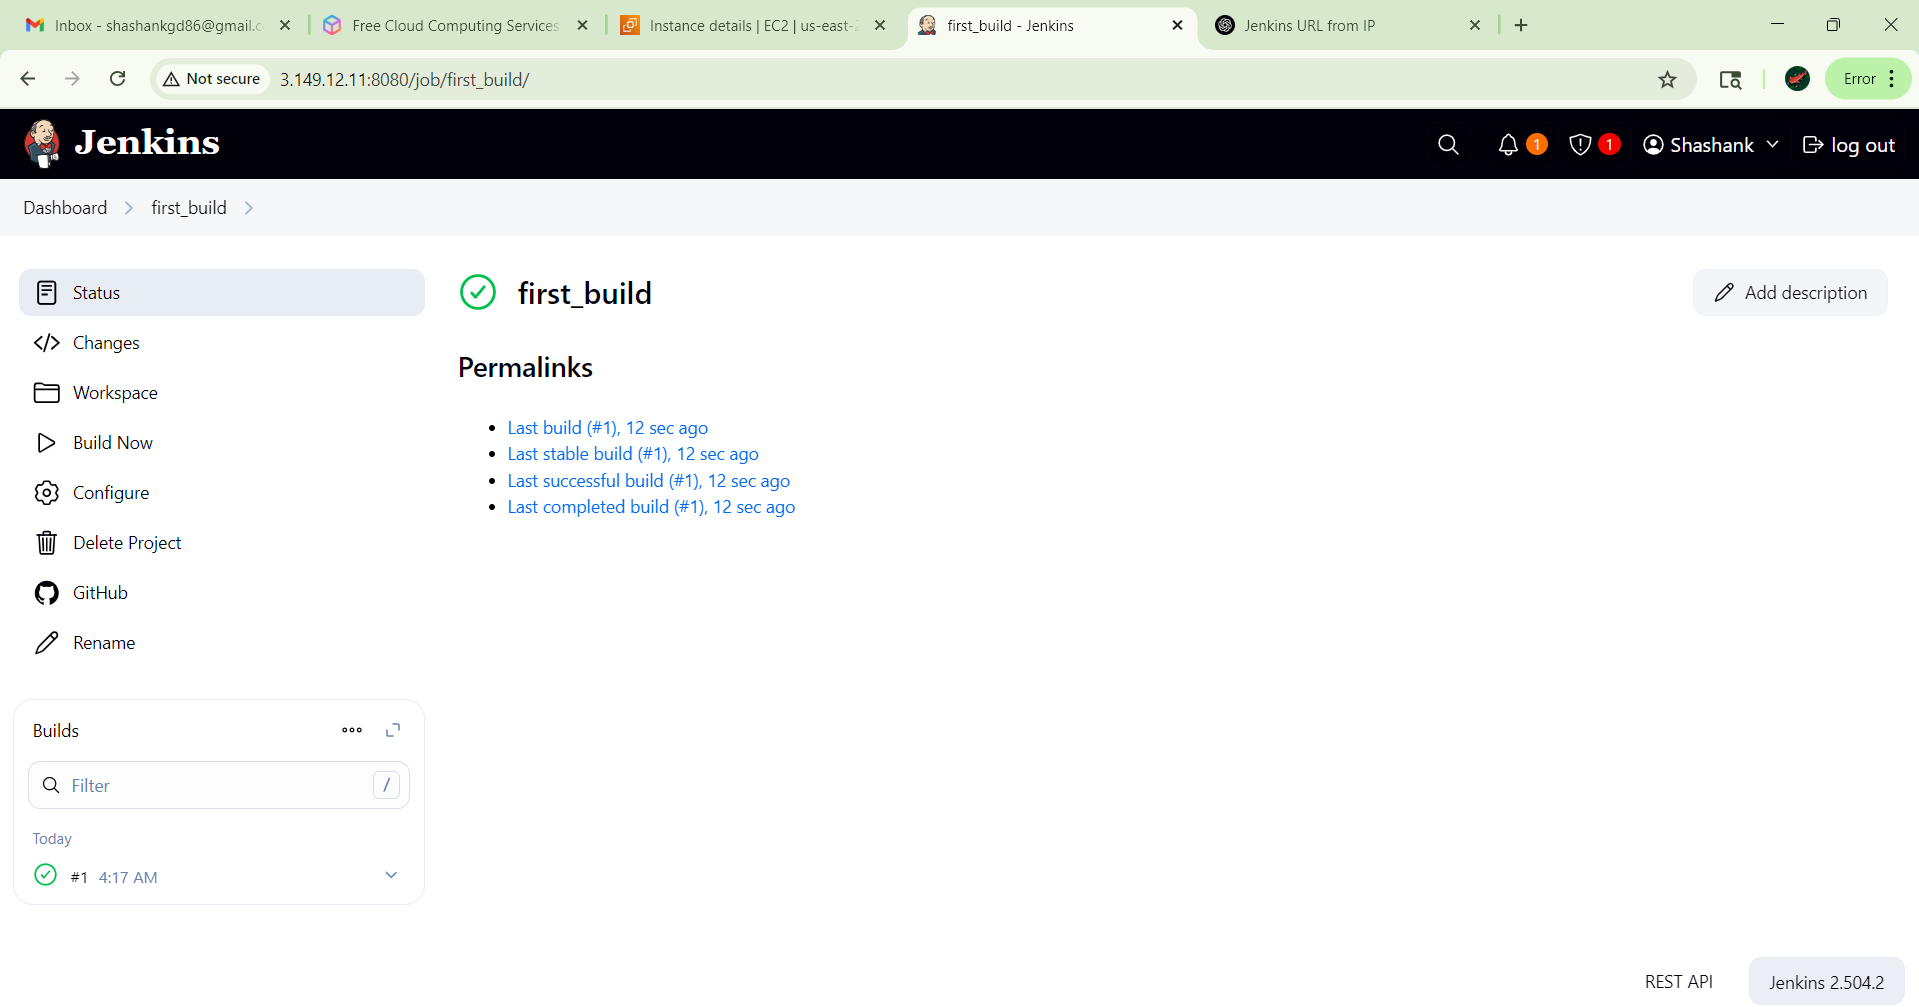 Inbox - shashankgd86@gmail.c
Free Cloud Computing Services
Instance details | EC2 | us-east-2
first_build - Jenkins
Jenkins URL from IP
Not secure
3.149.12.11:8080/job/first_build/
Error
Jenkins
1
1
Shashank
log out
Dashboard
first_build
Status
Changes
Workspace
Build Now
Configure
Delete Project
GitHub
Rename
first_build
Add description
Permalinks
Last build (#1), 12 sec ago
Last stable build (#1), 12 sec ago
Last successful build (#1), 12 sec ago
Last completed build (#1), 12 sec ago
Builds
Filter
/
Today
#1 4:17 AM
REST API
Jenkins 2.504.2